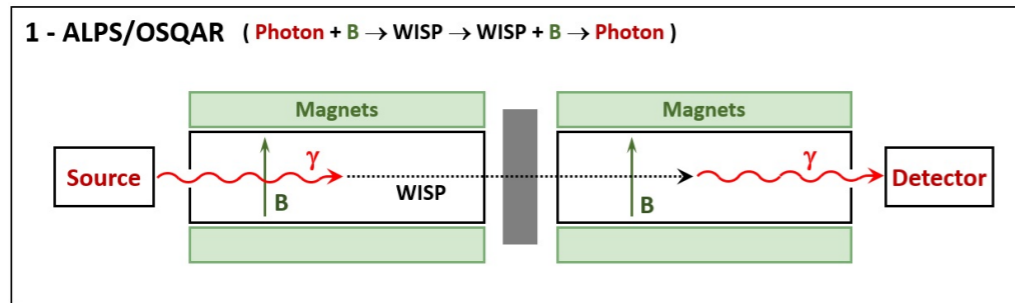 1 - ALPS/OSQAR ( Photon + B → WISP → WISP + B → Photon )
Magnets Magnets
Source γ B WISP B γ Detector